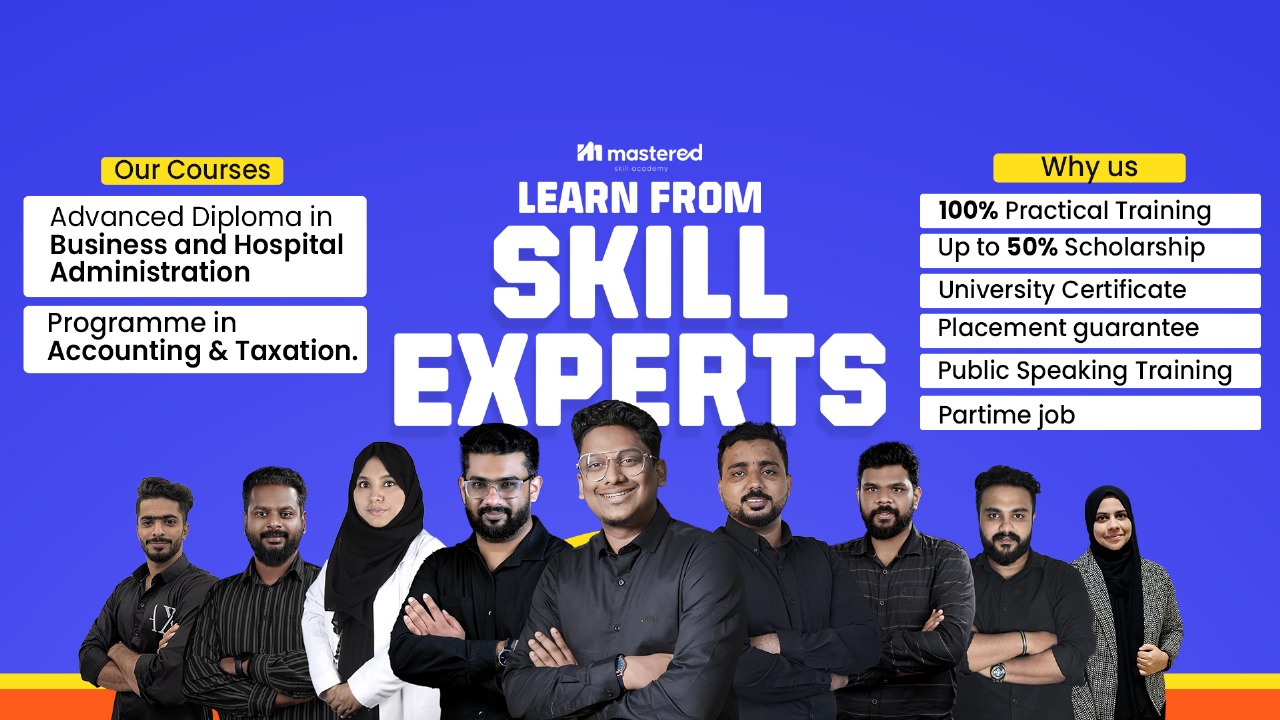 mastered
skill academy
LEARN FROM
SKILL
EXPERTS
Our Courses
Advanced Diploma in
Business and Hospital
Administration
Programme in
Accounting & Taxation.
Why us
100% Practical Training
Up to 50% Scholarship
University Certificate
Placement guarantee
Public Speaking Training
Partime job